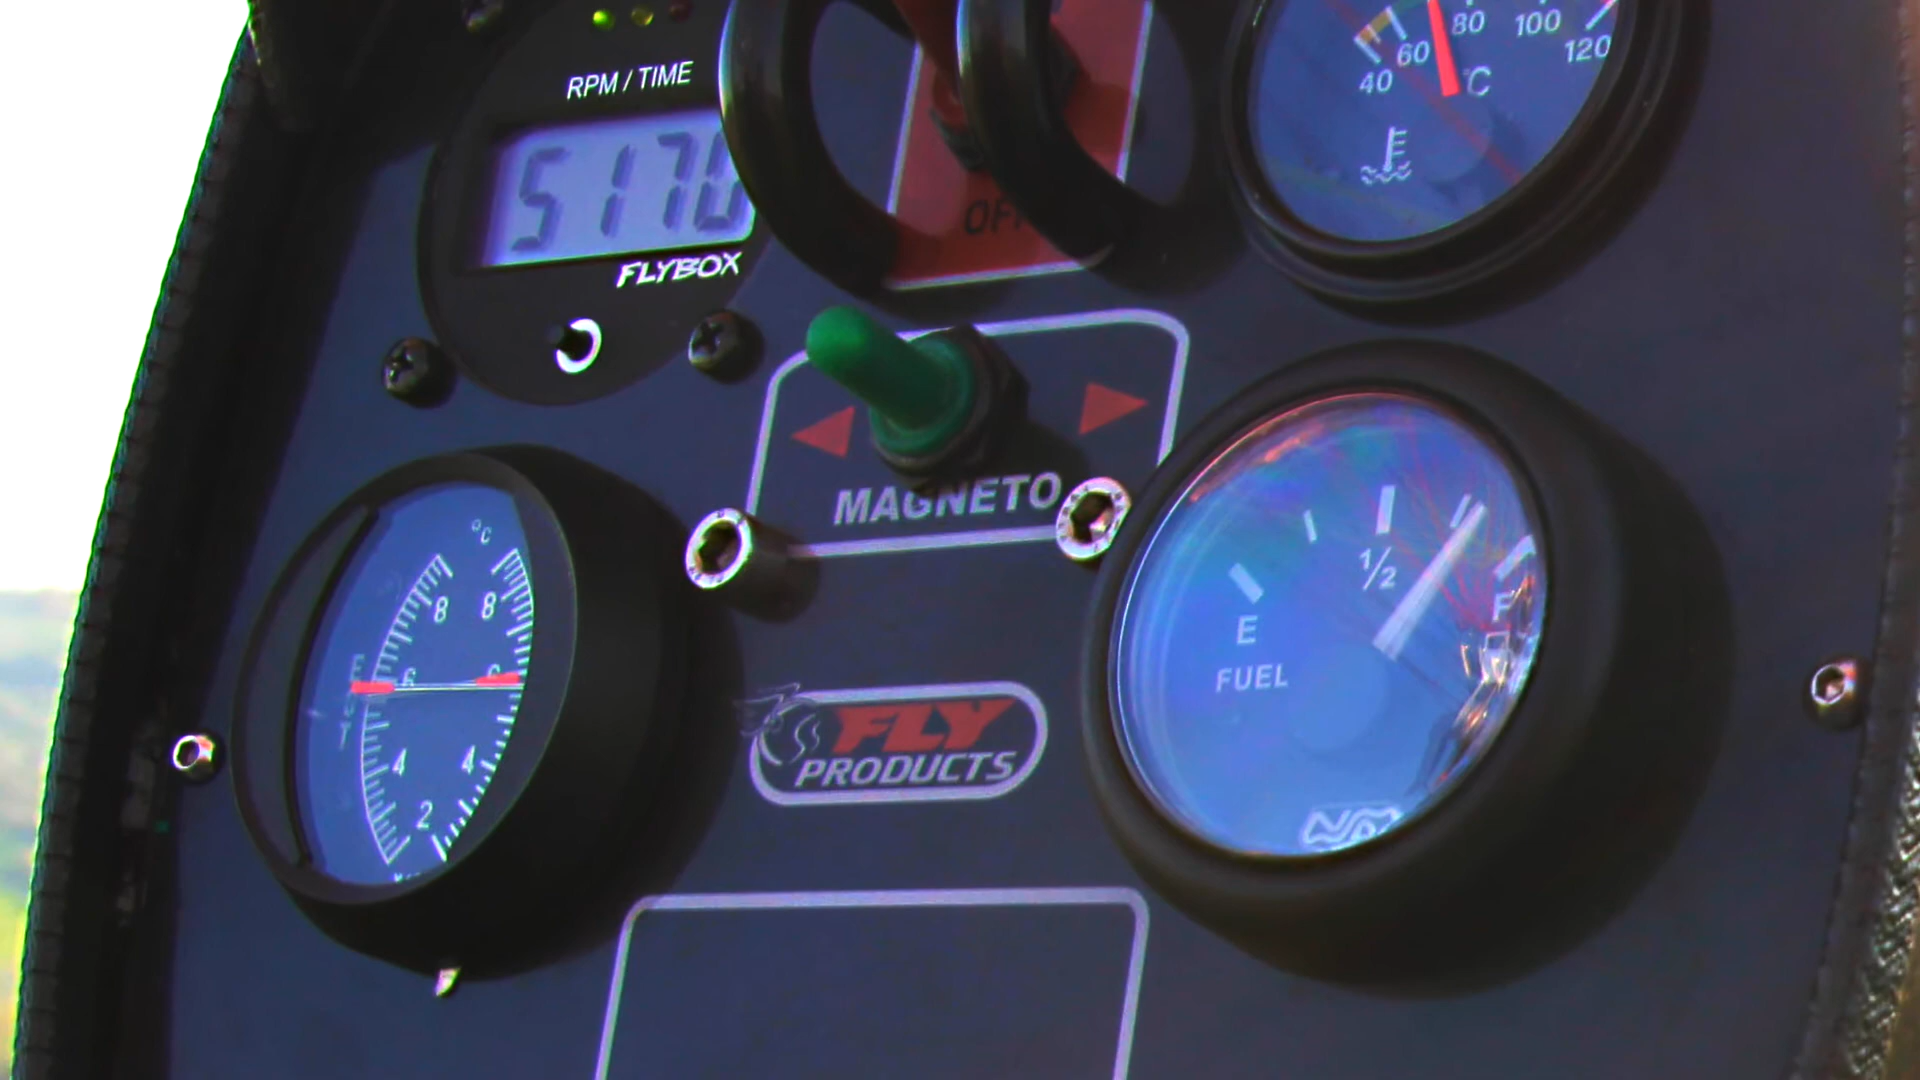 RPM / TIME
5170
FLYBOX
OFF
40
60
80
100
120
°C
MAGNETO
°C
8
8
6
4
4
2
1/2
E
F
FUEL
FLY
PRODUCTS